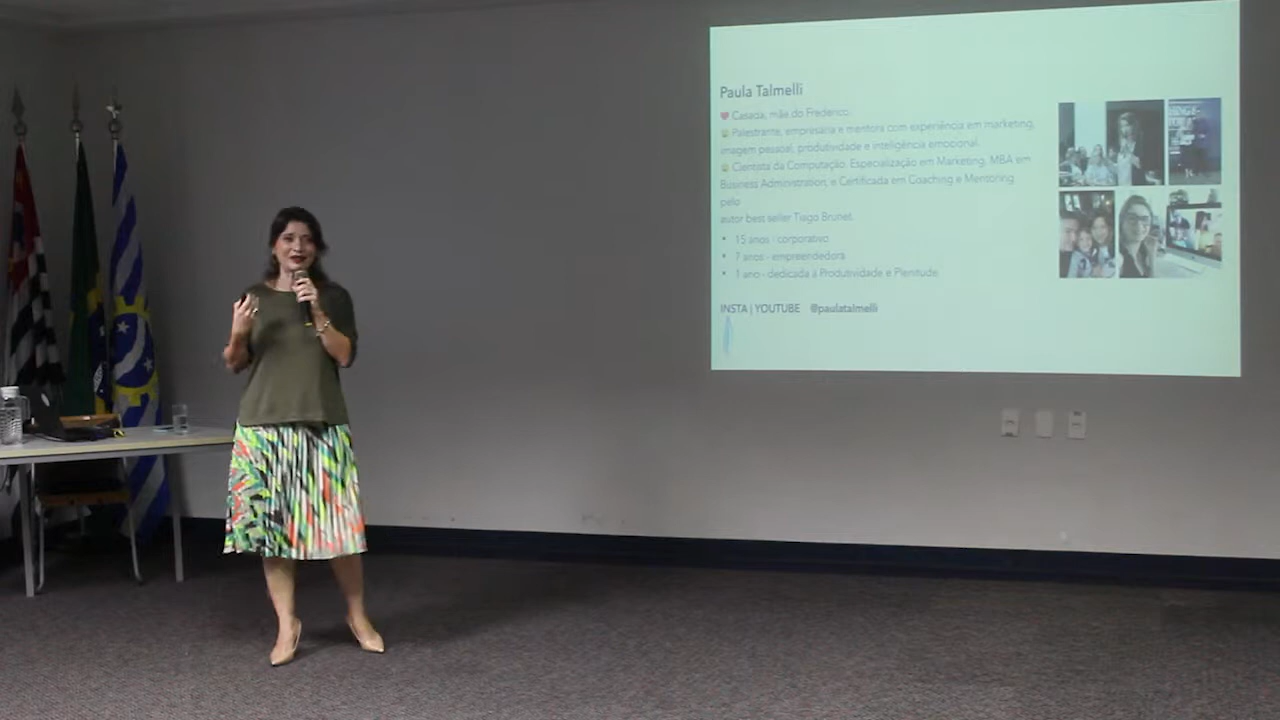 Paula Talmelli
Casada, mãe do Frederico.
Palestrante, empresária e mentora com experiência em marketing,
imagem pessoal, produtividade e inteligência emocional.
Cientista da Computação, Especialização em Marketing, MBA em
Business Administration, e Certificada em Coaching e Mentoring
pelo
autor best seller Tiago Brunet.
• 15 anos - corporativo
• 7 anos - empreendedora
• 1 ano - dedicada à Produtividade e Plenitude
INSTA | YOUTUBE @paulatalmelli